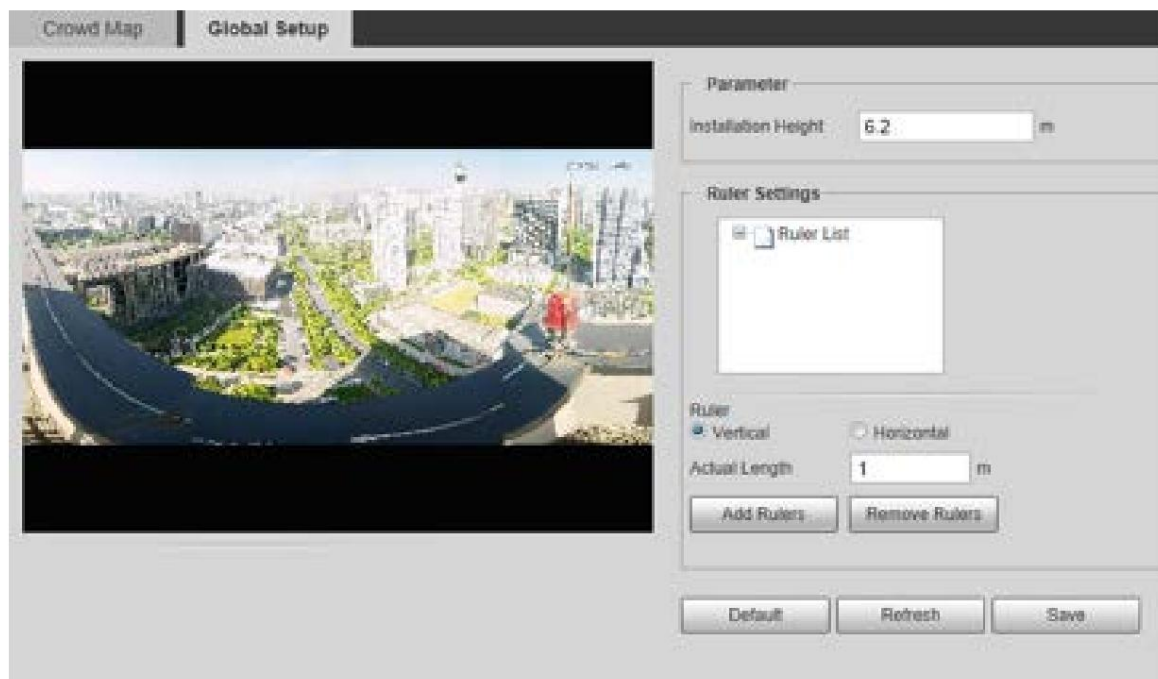 Crowd Map
Global Setup
Parameter
Installation Height 6.2 m
Ruler Settings
Ruler List
Ruler
Vertical Horizontal
Actual Length 1 m
Add Rulers Remove Rulers
Default Refresh Save